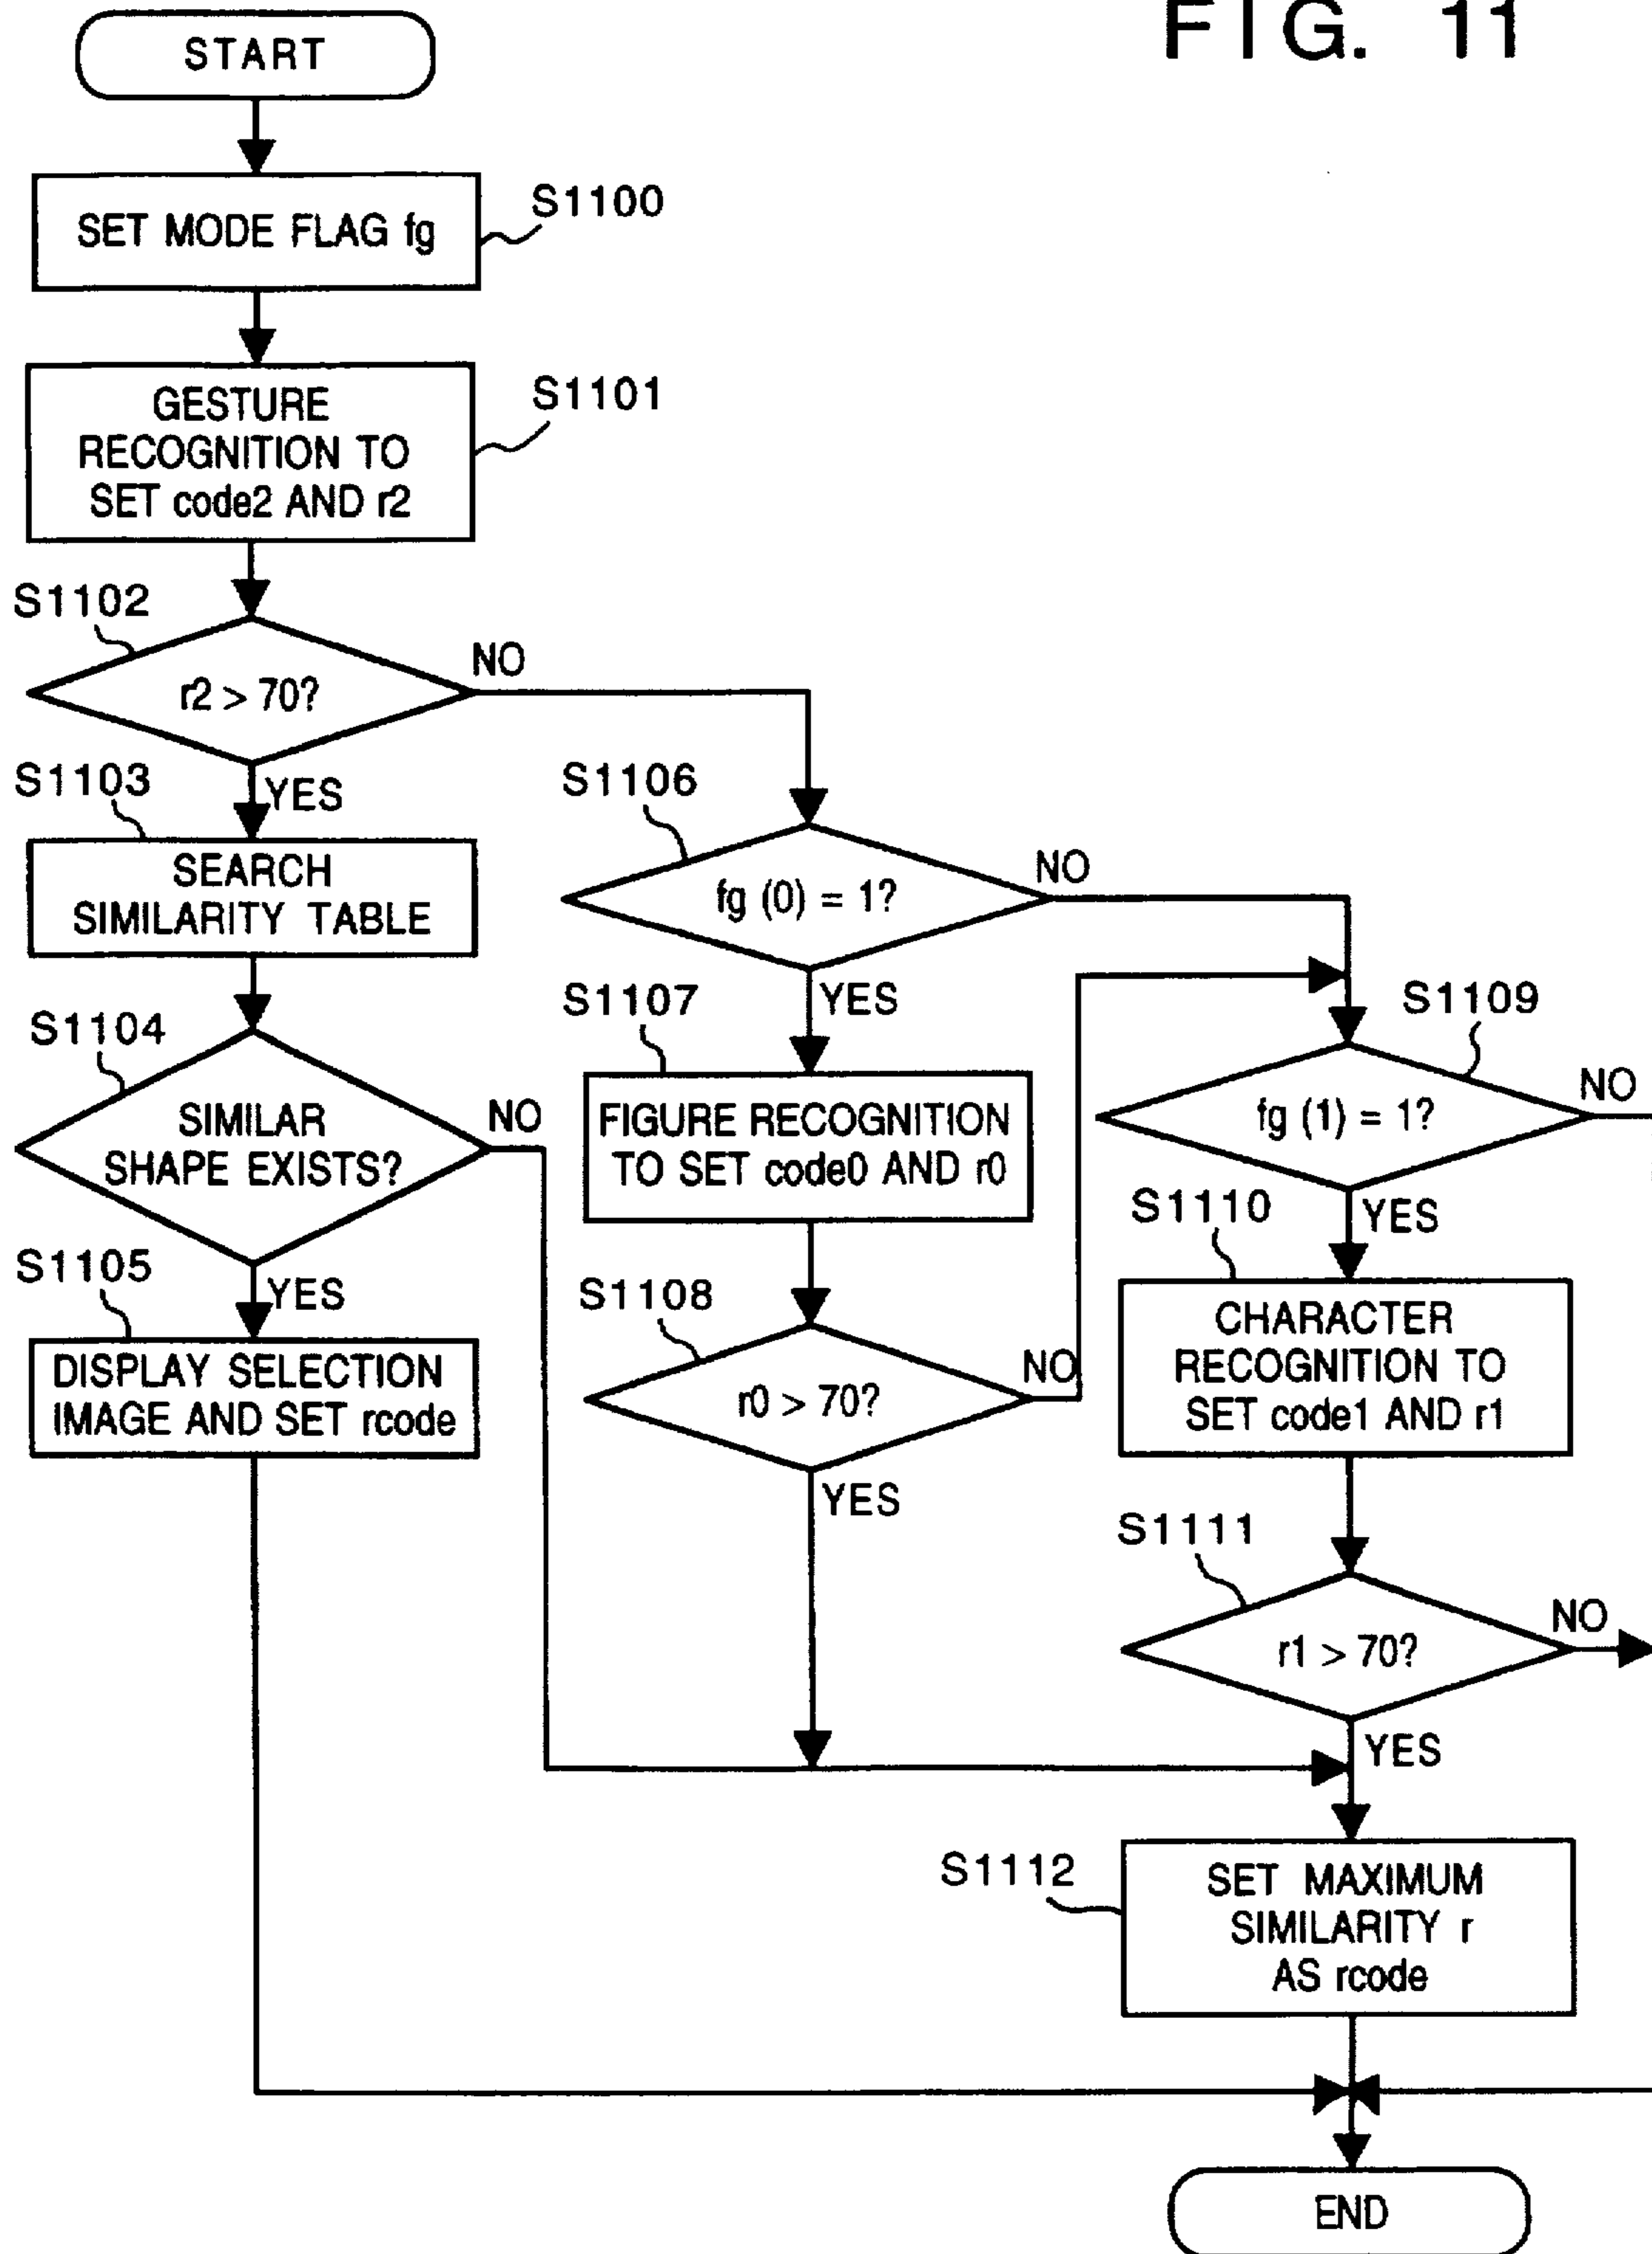 FIG. 11
START
S1100
SET MODE FLAG fg
S1101
GESTURE
RECOGNITION TO
SET code2 AND r2
S1102
r2 > 70?
NO
YES
S1103
SEARCH
SIMILARITY TABLE
S1104
SIMILAR
SHAPE EXISTS?
NO
YES
S1105
DISPLAY SELECTION
IMAGE AND SET rcode
S1106
fg (0) = 1?
NO
YES
S1107
FIGURE RECOGNITION
TO SET code0 AND r0
S1108
r0 > 70?
NO
YES
S1109
fg (1) = 1?
NO
YES
S1110
CHARACTER
RECOGNITION TO
SET code1 AND r1
S1111
r1 > 70?
NO
YES
S1112
SET MAXIMUM
SIMILARITY r
AS rcode
END